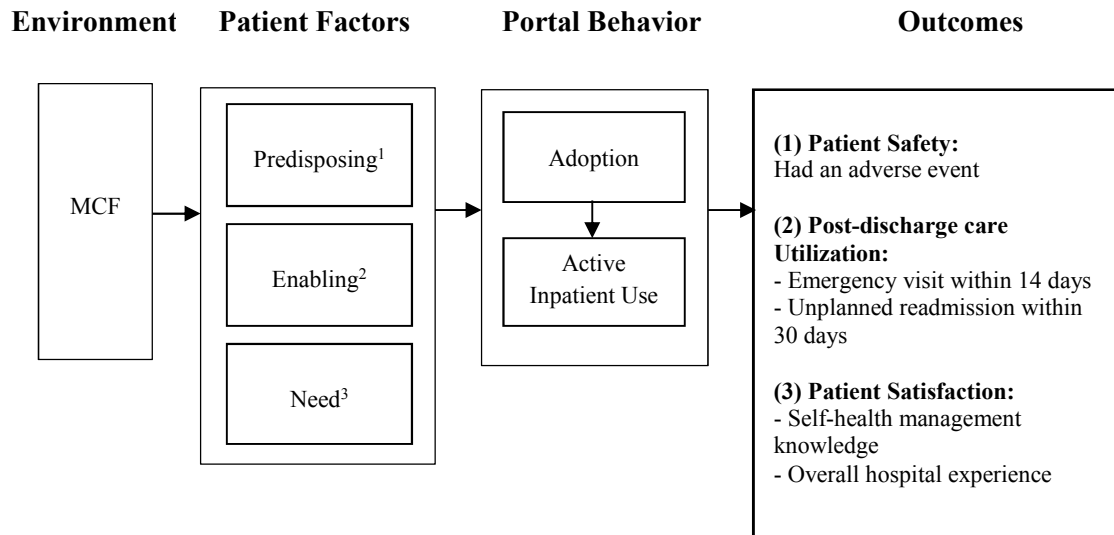 Environment
Patient Factors
Portal Behavior
Outcomes
MCF
Predisposing1
Enabling2
Need3
Adoption
Active
Inpatient Use
(1) Patient Safety:
Had an adverse event
(2) Post-discharge care
Utilization:
- Emergency visit within 14 days
- Unplanned readmission within
30 days
(3) Patient Satisfaction:
- Self-health management
knowledge
- Overall hospital experience